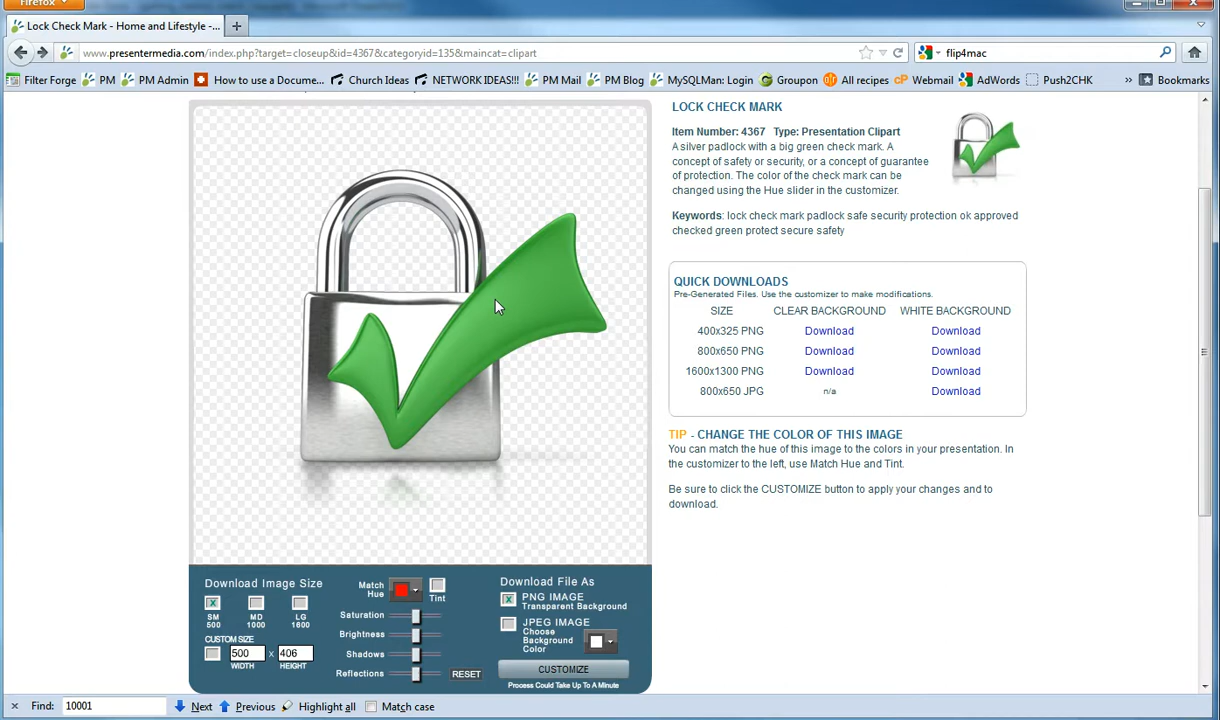 Firefox
Lock Check Mark - Home and Lifestyle -...
www.presentermedia.com/index.php?target=closeup&id=4367&categoryid=135&maincat=clipart
flip4mac
Filter Forge PM PM Admin How to use a Docume... Church Ideas NETWORK IDEAS!!! PM Mail PM Blog MySQLMan: Login Groupon All recipes Webmail AdWords Push2CHK » Bookmarks
LOCK CHECK MARK
Item Number: 4367 Type: Presentation Clipart
A silver padlock with a big green check mark. A
concept of safety or security, or a concept of guarantee
of protection. The color of the check mark can be
changed using the Hue slider in the customizer.
Keywords: lock check mark padlock safe security protection ok approved
checked green protect secure safety
QUICK DOWNLOADS
Pre-Generated Files. Use the customizer to make modifications.
SIZE CLEAR BACKGROUND WHITE BACKGROUND
400x325 PNG Download Download
800x650 PNG Download Download
1600x1300 PNG Download Download
800x650 JPG n/a Download
TIP - CHANGE THE COLOR OF THIS IMAGE
You can match the hue of this image to the colors in your presentation. In
the customizer to the left, use Match Hue and Tint.
Be sure to click the CUSTOMIZE button to apply your changes and to
download.
Download Image Size
X
SM
500
MD
1000
LG
1600
CUSTOM SIZE
500 x 406
WIDTH HEIGHT
Match
Hue
Tint
Saturation
Brightness
Shadows
Reflections
RESET
Download File As
X PNG IMAGE
Transparent Background
JPEG IMAGE
Choose
Background
Color
CUSTOMIZE
Process Could Take Up To A Minute
× Find: 10001 Next Previous Highlight all Match case